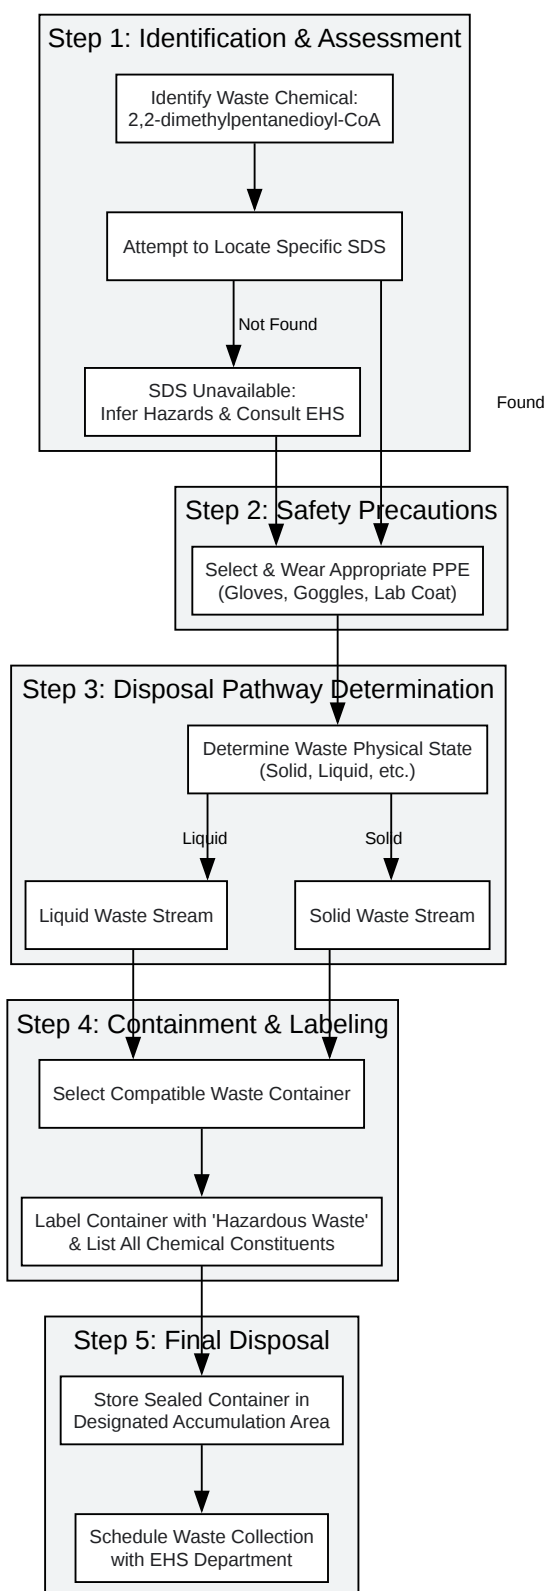 Step 1: Identification & Assessment
Identify Waste Chemical:
2,2-dimethylpentanedioyl-CoA
Attempt to Locate Specific SDS
Not Found
SDS Unavailable:
Infer Hazards & Consult EHS
Found
Step 2: Safety Precautions
Select & Wear Appropriate PPE
(Gloves, Goggles, Lab Coat)
Step 3: Disposal Pathway Determination
Determine Waste Physical State
(Solid, Liquid, etc.)
Liquid
Solid
Liquid Waste Stream
Solid Waste Stream
Step 4: Containment & Labeling
Select Compatible Waste Container
Label Container with 'Hazardous Waste'
& List All Chemical Constituents
Step 5: Final Disposal
Store Sealed Container in
Designated Accumulation Area
Schedule Waste Collection
with EHS Department